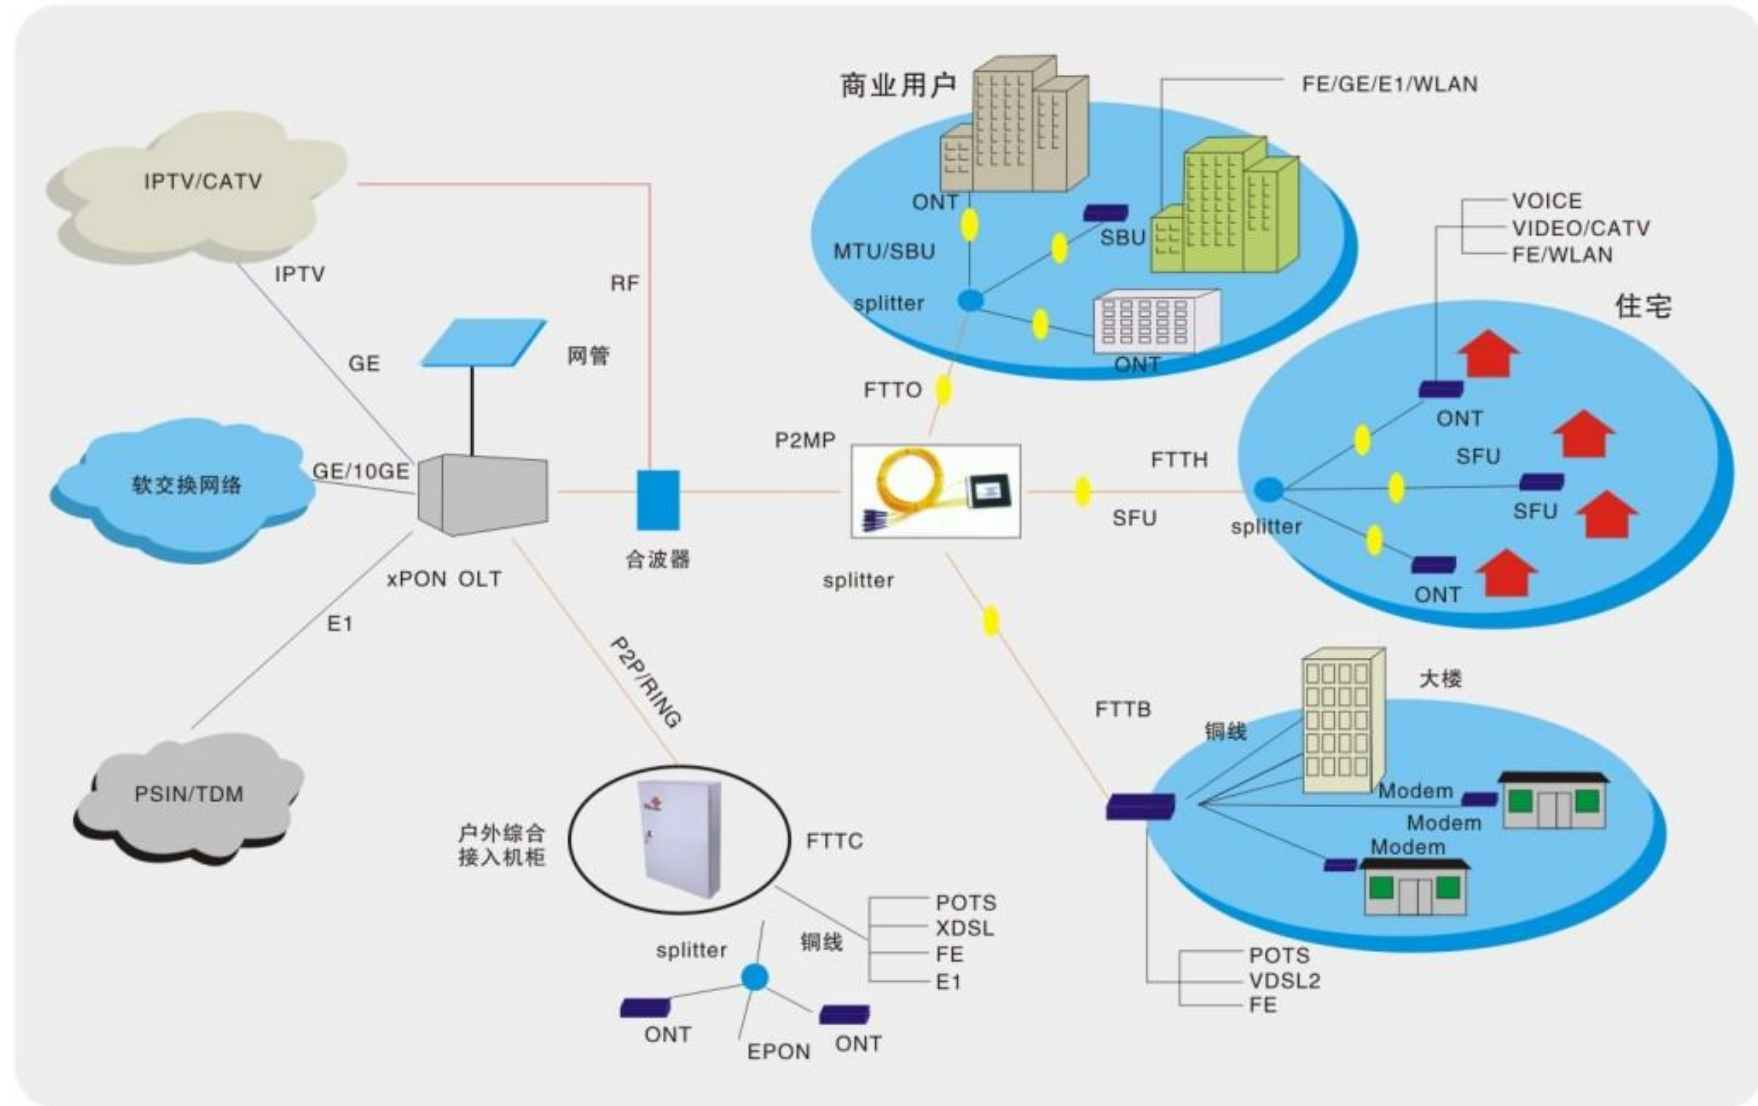 商业用户
FE/GE/E1/WLAN
IPTV/CATV
ONT
VOICE
VIDEO/CATV
FE/WLAN
SBU
MTU/SBU
IPTV
RF
splitter
住宅
网管
GE
ONT
FTTO
P2MP
ONT
FTTH
SFU
GE/10GE
软交换网络
SFU
SFU
splitter
合波器
xPON OLT
splitter
ONT
E1
P2P/RING
大楼
FTTB
铜线
PSIN/TDM
Modem
Modem
Modem
户外综合
接入机柜
FTTC
POTS
XDSL
FE
E1
铜线
splitter
POTS
VDSL2
FE
ONT
EPON
ONT